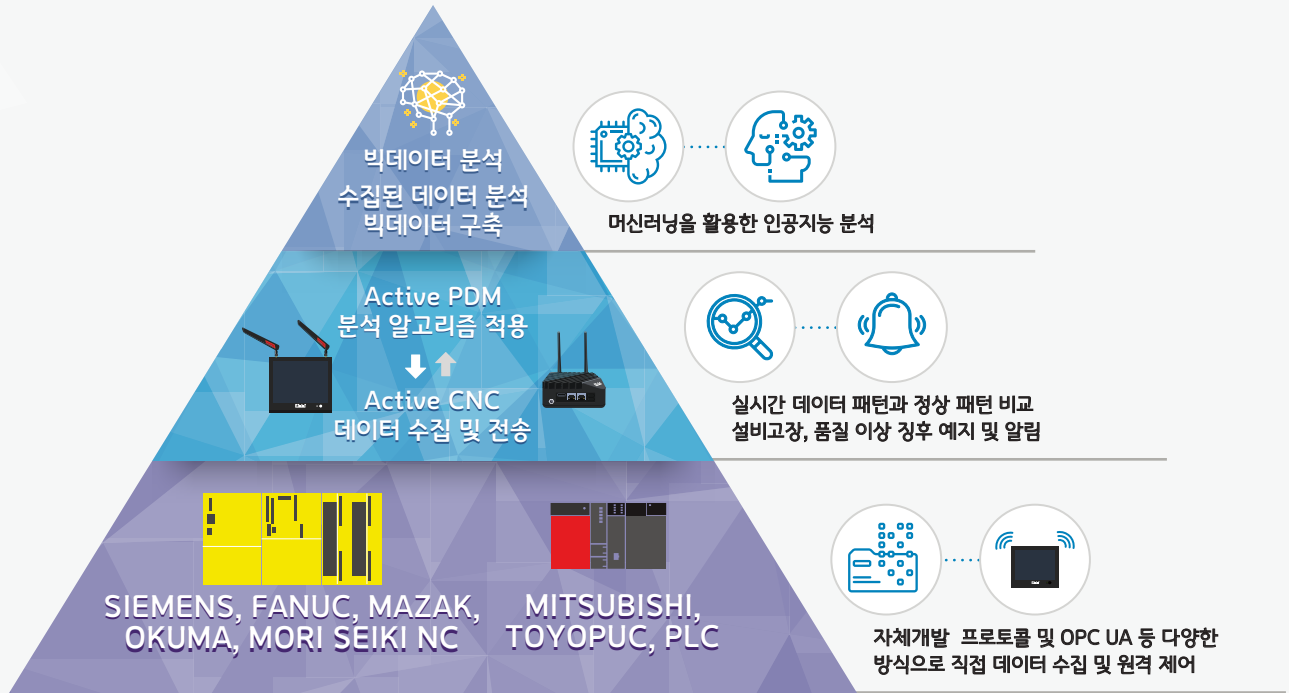 빅데이터 분석
수집된 데이터 분석
빅데이터 구축
머신러닝을 활용한 인공지능 분석
Active PDM
분석 알고리즘 적용
Active CNC
데이터 수집 및 전송
실시간 데이터 패턴과 정상 패턴 비교
설비고장, 품질 이상 징후 예지 및 알림
SIEMENS, FANUC, MAZAK,
OKUMA, MORI SEIKI NC
MITSUBISHI,
TOYOPUC, PLC
자체개발 프로토콜 및 OPC UA 등 다양한
방식으로 직접 데이터 수집 및 원격 제어